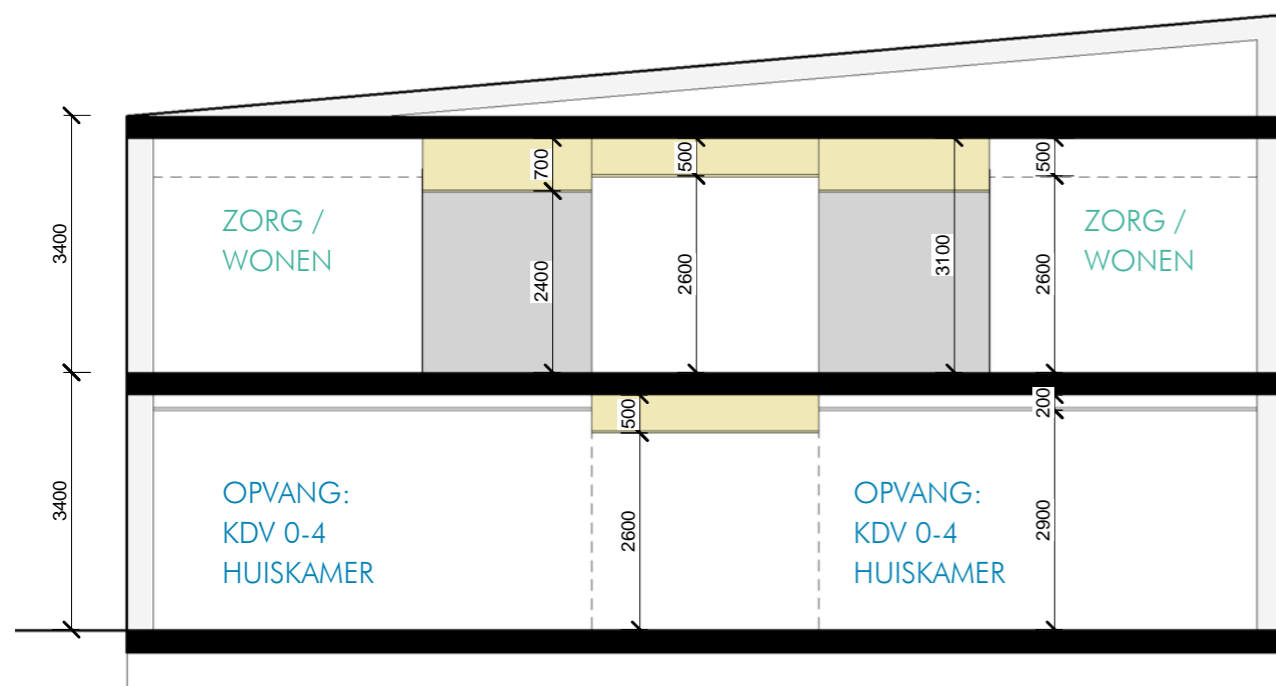 700
500
500
ZORG /
WONEN
ZORG /
WONEN
3400
2400
2600
3100
2600
500
200
OPVANG:
KDV 0-4
HUISKAMER
OPVANG:
KDV 0-4
HUISKAMER
3400
2600
2900